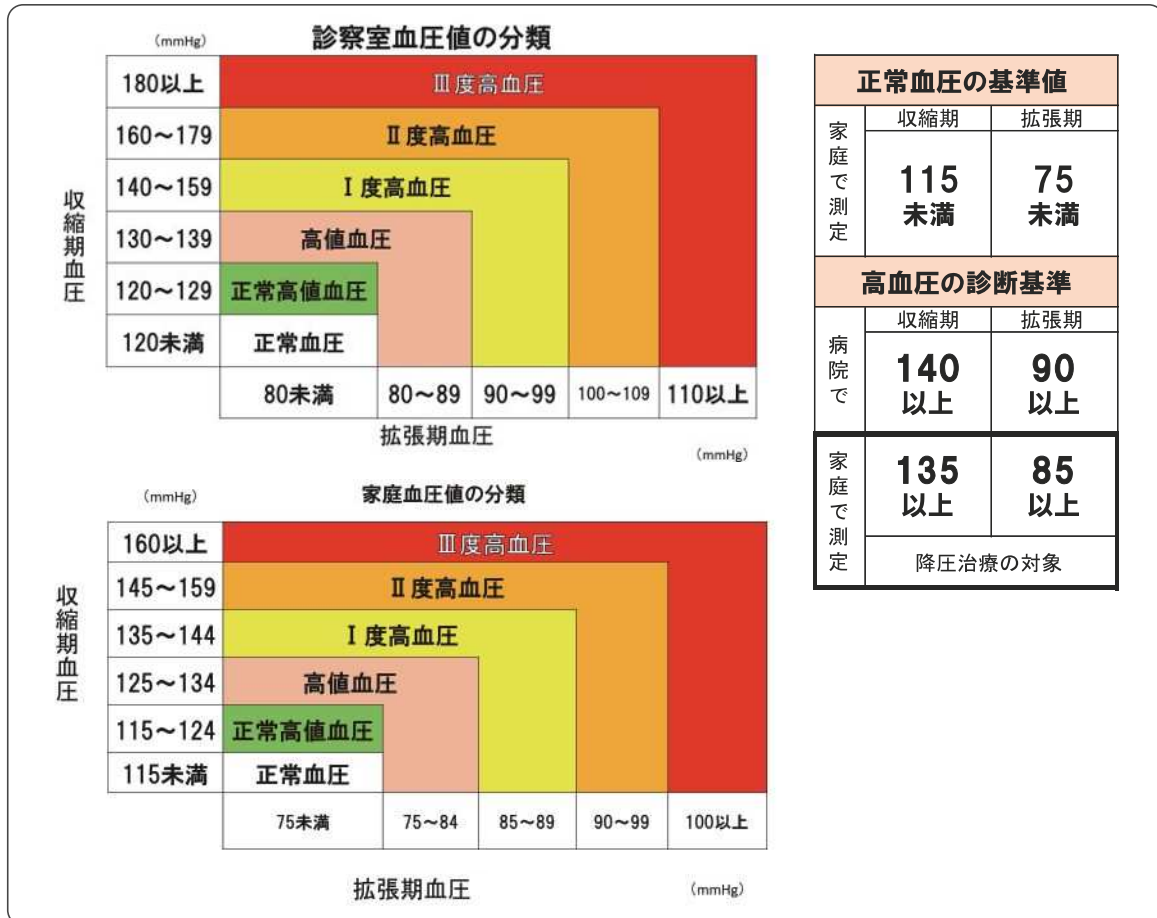 診察室血圧値の分類
(mmHg)
収縮期血圧
180以上
Ⅲ度高血圧
160～179
Ⅱ度高血圧
140～159
Ⅰ度高血圧
130～139
高値血圧
120～129
正常高値血圧
120未満
正常血圧
80未満 80～89 90～99 100～109 110以上
拡張期血圧
(mmHg)
家庭血圧値の分類
(mmHg)
収縮期血圧
160以上
Ⅲ度高血圧
145～159
Ⅱ度高血圧
135～144
Ⅰ度高血圧
125～134
高値血圧
115～124
正常高値血圧
115未満
正常血圧
75未満 75～84 85～89 90～99 100以上
拡張期血圧
(mmHg)
正常血圧の基準値
家庭で測定
収縮期 拡張期
115 75
未満 未満
高血圧の診断基準
病院で
収縮期 拡張期
140 90
以上 以上
家庭で測定
135 85
以上 以上
降圧治療の対象